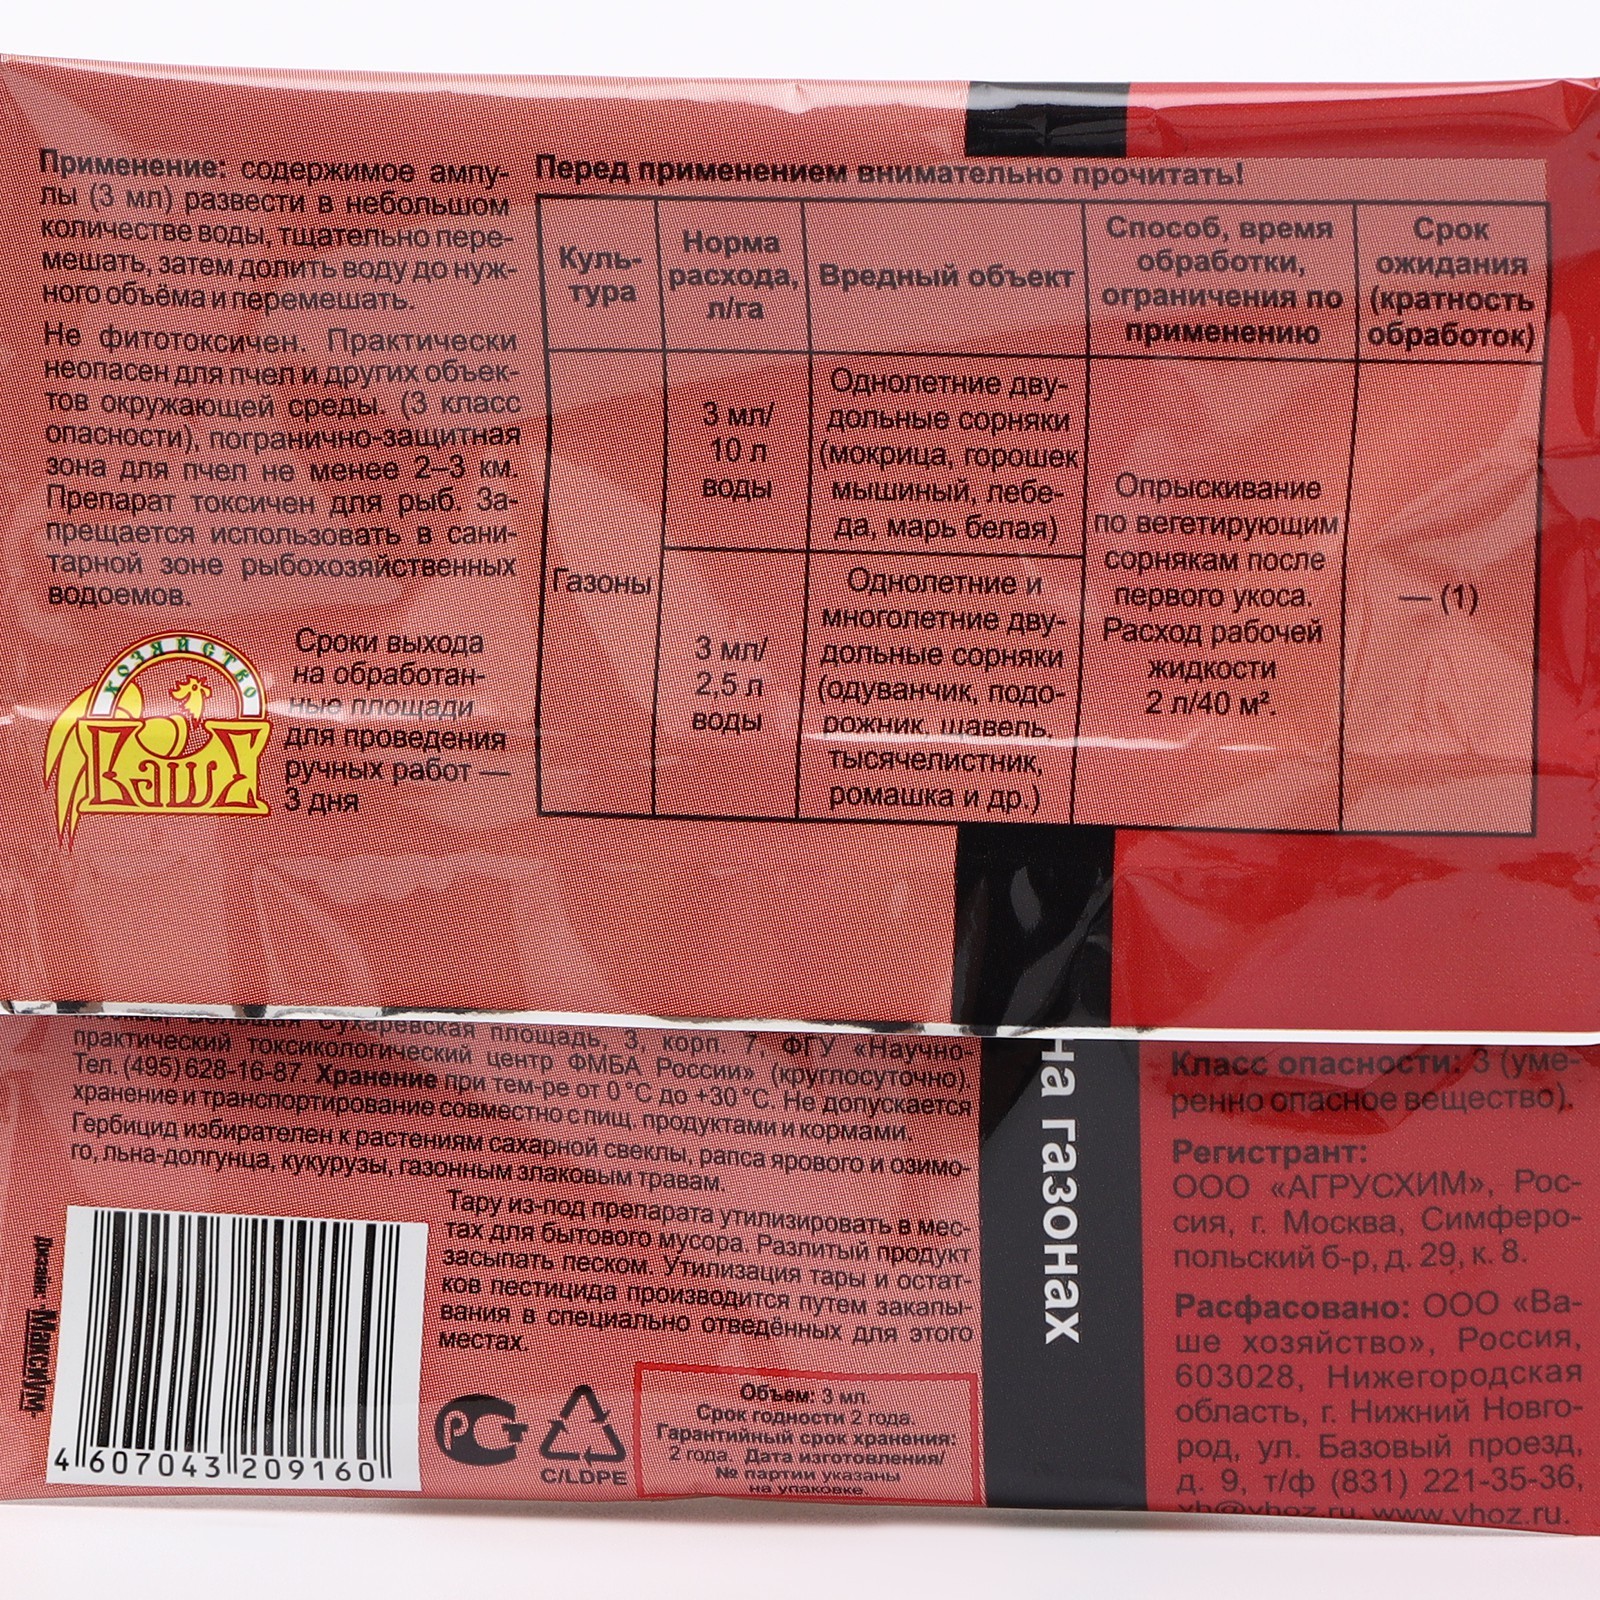 Применение: содержимое ампу-
лы (3 мл) развести в небольшом
количестве воды, тщательно пере-
мешать, затем долить воду до нуж-
ного объёма и перемешать.
Не фитотоксичен. Практически
неопасен для пчел и других объек-
тов окружающей среды. (3 класс
опасности), погранично-защитная
зона для пчел не менее 2–3 км.
Препарат токсичен для рыб. За-
прещается использовать в сани-
тарной зоне рыбохозяйственных
водоемов.
ХОЗЯЙСТВО
ВАШЕ
Сроки выхода
на обработан-
ные площади
для проведения
ручных работ —
3 дня
Перед применением внимательно прочитать!
Куль-
тура
Норма
расхода,
л/га
Вредный объект
Способ, время
обработки,
ограничения по
применению
Срок
ожидания
(кратность
обработок)
Газоны
3 мл/
10 л
воды
Однолетние дву-
дольные сорняки
(мокрица, горошек
мышиный, лебе-
да, марь белая)
3 мл/
2,5 л
воды
Однолетние и
многолетние дву-
дольные сорняки
(одуванчик, подо-
рожник, щавель,
тысячелистник,
ромашка и др.)
Опрыскивание
по вегетирующим
сорнякам после
первого укоса.
Расход рабочей
жидкости
2 л/40 м².
— (1)
Большая Сухаревская площадь, 3, корп. 7, ФГУ «Научно-
практический токсикологический центр ФМБА России» (круглосуточно).
Тел. (495) 628-16-87. Хранение при тем-ре от 0 °С до +30 °С. Не допускается
хранение и транспортирование совместно с пищ. продуктами и кормами.
Гербицид избирателен к растениям сахарной свеклы, рапса ярового и озимо-
го, льна-долгунца, кукурузы, газонным злаковым травам.
Тару из-под препарата утилизировать в мес-
тах для бытового мусора. Разлитый продукт
засыпать песком. Утилизация тары и остат-
ков пестицида производится путем закапы-
вания в специально отведённых для этого
местах.
Дизайн: МаксиУМ
4 607043 209160
РСТ
C/LDPE
Объем: 3 мл.
Срок годности 2 года.
Гарантийный срок хранения:
2 года. Дата изготовления/
№ партии указаны
на упаковке.
на газонах
Класс опасности: 3 (уме-
ренно опасное вещество).
Регистрант:
ООО «АГРУСХИМ», Рос-
сия, г. Москва, Симферо-
польский б-р, д. 29, к. 8.
Расфасовано: ООО «Ва-
ше хозяйство», Россия,
603028, Нижегородская
область, г. Нижний Новго-
род, ул. Базовый проезд,
д. 9, т/ф (831) 221-35-36,
vh@vhoz.ru, www.vhoz.ru.